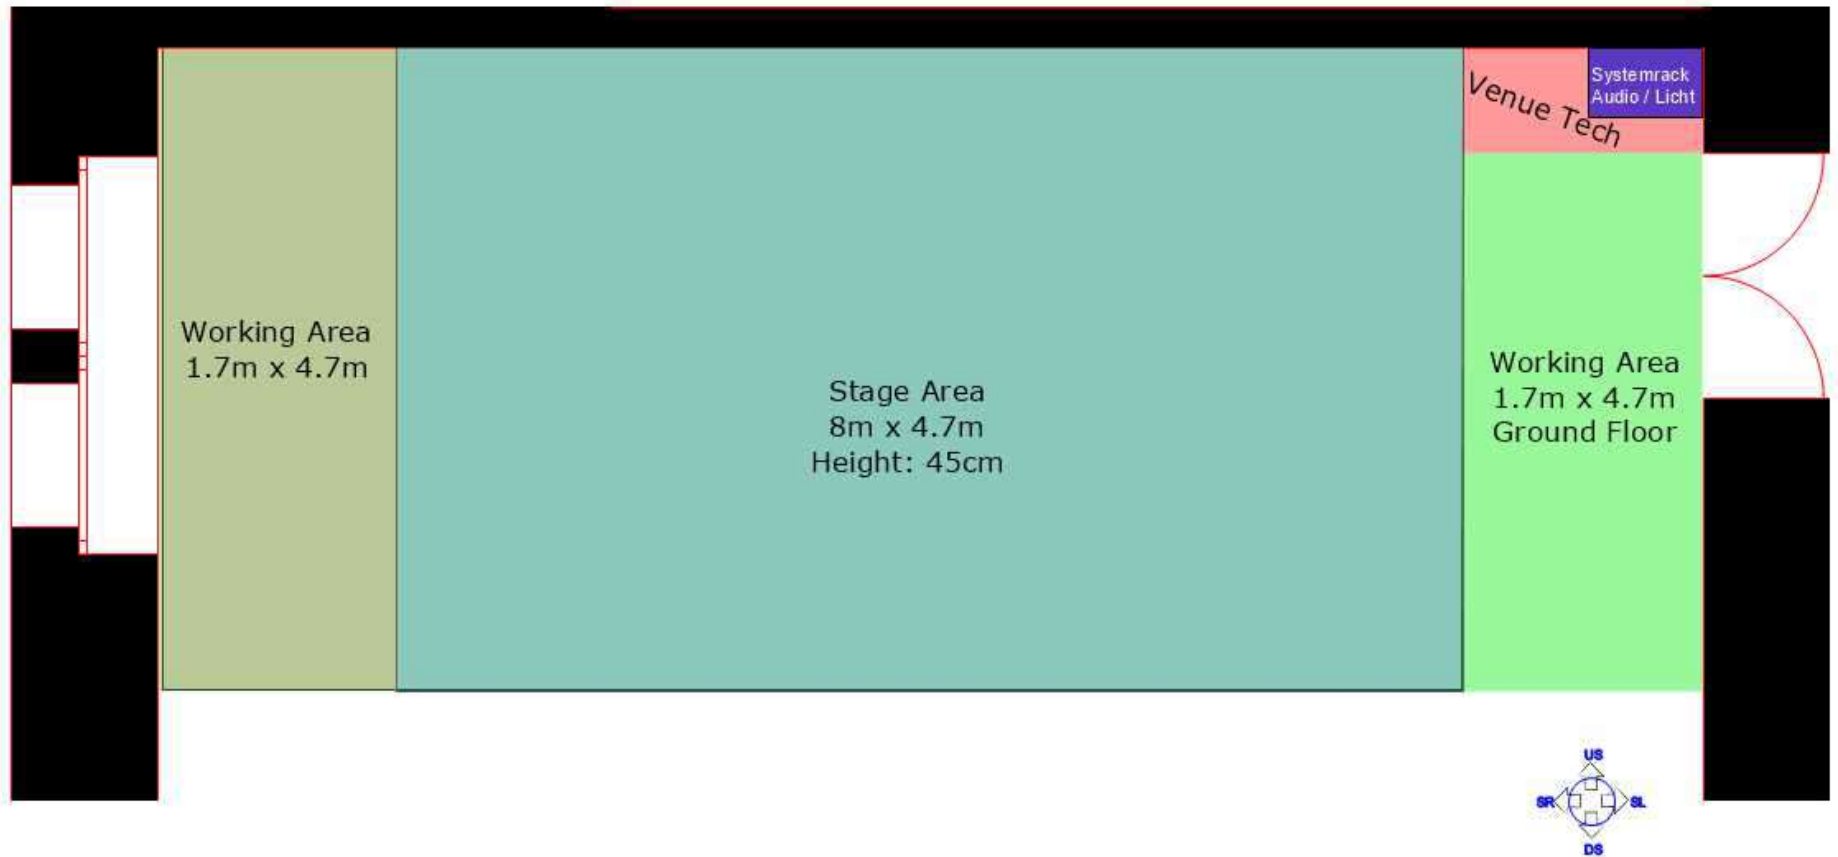 Systemrack
Audio / Licht
Venue Tech
Working Area
1.7m x 4.7m
Stage Area
8m x 4.7m
Height: 45cm
Working Area
1.7m x 4.7m
Ground Floor
US
SR
SL
DS